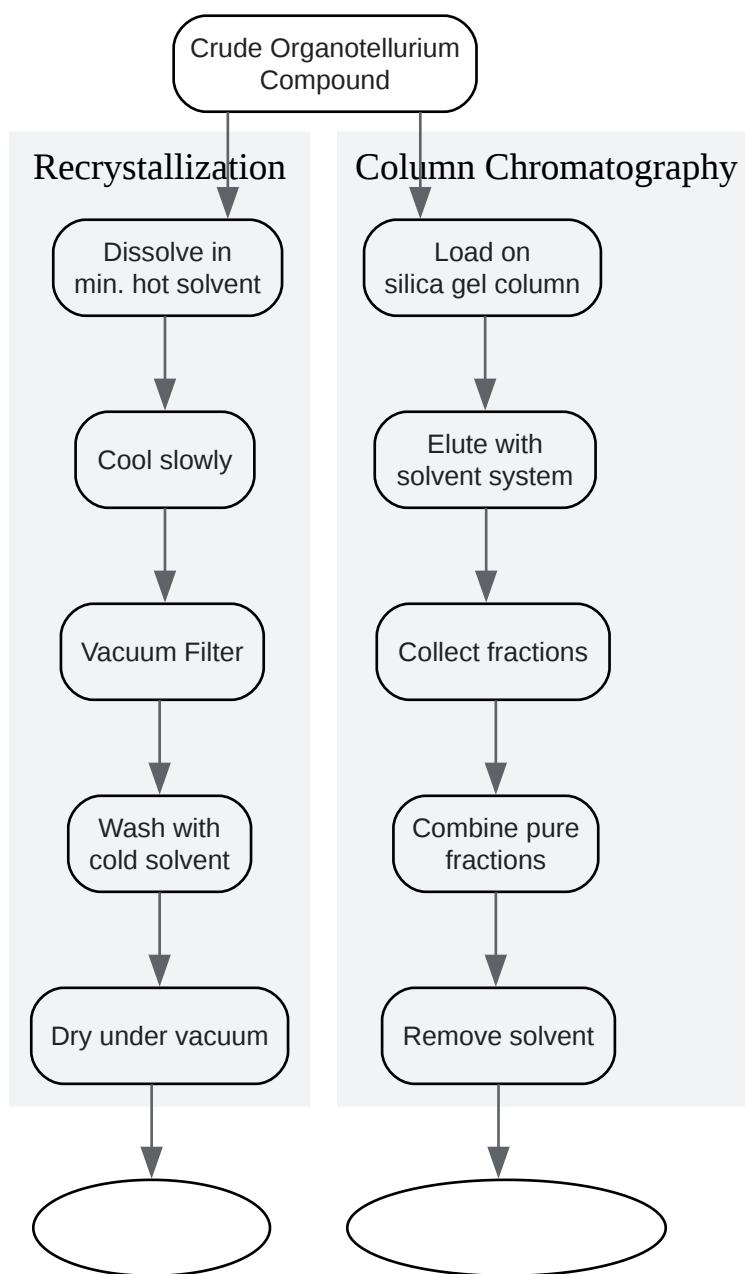 Crude Organotellurium
Compound
Recrystallization
Dissolve in
min. hot solvent
Cool slowly
Vacuum Filter
Wash with
cold solvent
Dry under vacuum
Column Chromatography
Load on
silica gel column
Elute with
solvent system
Collect fractions
Combine pure
fractions
Remove solvent